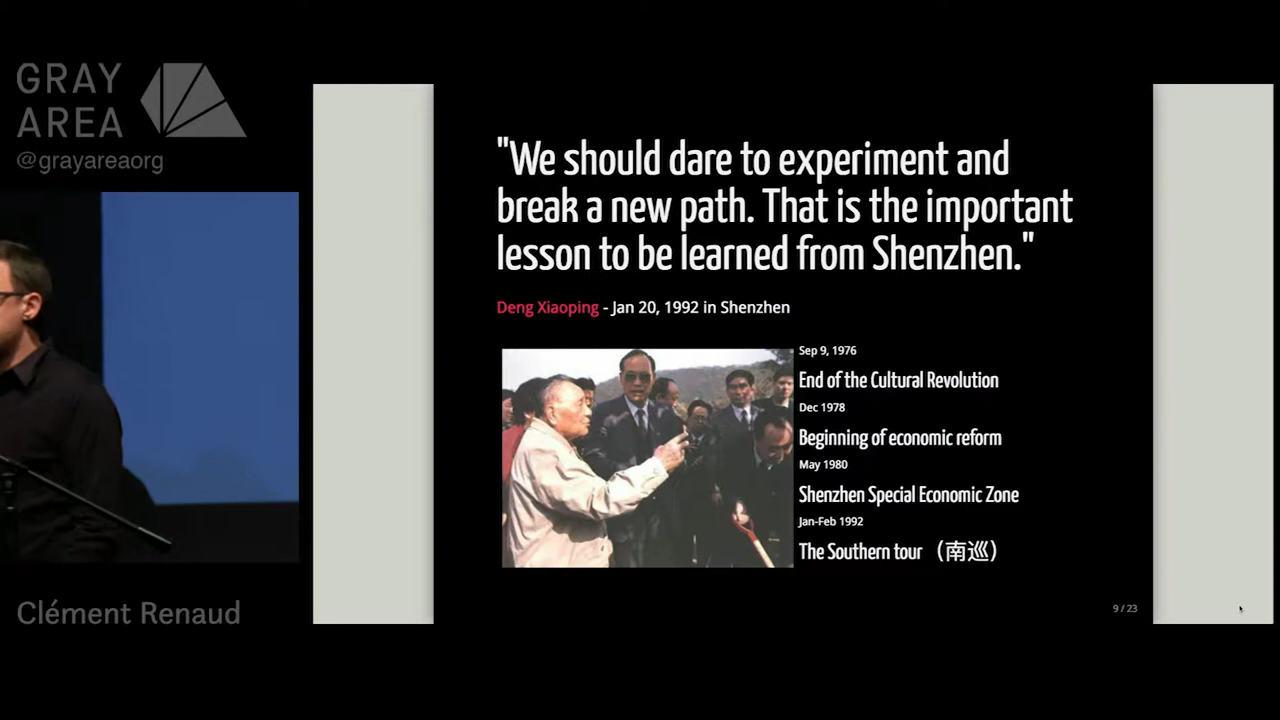 GRAY
AREA
@grayareaorg
"We should dare to experiment and
break a new path. That is the important
lesson to be learned from Shenzhen."
Deng Xiaoping - Jan 20, 1992 in Shenzhen
Sep 9, 1976
End of the Cultural Revolution
Dec 1978
Beginning of economic reform
May 1980
Shenzhen Special Economic Zone
Jan-Feb 1992
The Southern tour （南巡）
9 / 23
Clément Renaud